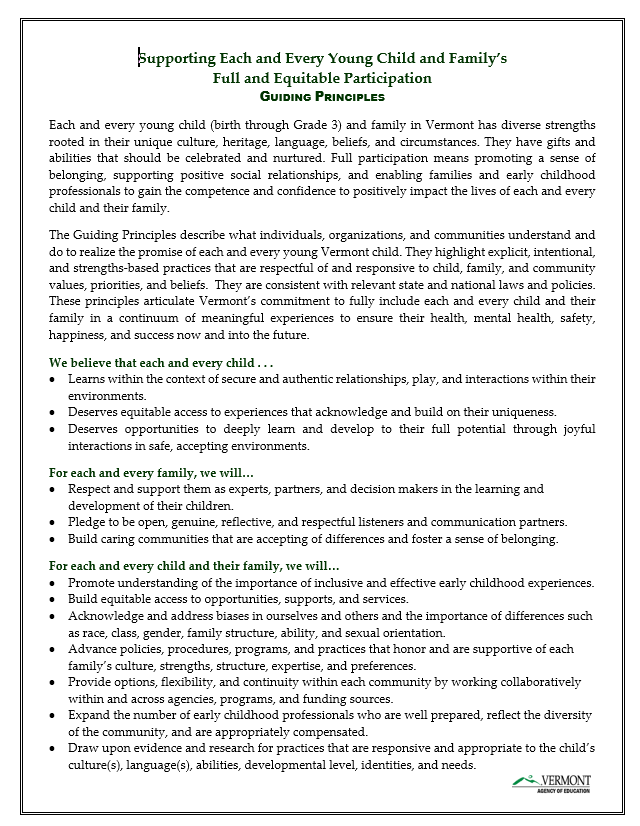 Supporting Each and Every Young Child and Family's
Full and Equitable Participation
GUIDING PRINCIPLES
Each and every young child (birth through Grade 3) and family in Vermont has diverse strengths
rooted in their unique culture, heritage, language, beliefs, and circumstances. They have gifts and
abilities that should be celebrated and nurtured. Full participation means promoting a sense of
belonging, supporting positive social relationships, and enabling families and early childhood
professionals to gain the competence and confidence to positively impact the lives of each and every
child and their family.
The Guiding Principles describe what individuals, organizations, and communities understand and
do to realize the promise of each and every young Vermont child. They highlight explicit, intentional,
and strengths-based practices that are respectful of and responsive to child, family, and community
values, priorities, and beliefs. They are consistent with relevant state and national laws and policies.
These principles articulate Vermont's commitment to fully include each and every child and their
family in a continuum of meaningful experiences to ensure their health, mental health, safety,
happiness, and success now and into the future.
We believe that each and every child . . .
• Learns within the context of secure and authentic relationships, play, and interactions within their
environments.
• Deserves equitable access to experiences that acknowledge and build on their uniqueness.
• Deserves opportunities to deeply learn and develop to their full potential through joyful
interactions in safe, accepting environments.
For each and every family, we will…
• Respect and support them as experts, partners, and decision makers in the learning and
development of their children.
• Pledge to be open, genuine, reflective, and respectful listeners and communication partners.
• Build caring communities that are accepting of differences and foster a sense of belonging.
For each and every child and their family, we will…
• Promote understanding of the importance of inclusive and effective early childhood experiences.
• Build equitable access to opportunities, supports, and services.
• Acknowledge and address biases in ourselves and others and the importance of differences such
as race, class, gender, family structure, ability, and sexual orientation.
• Advance policies, procedures, programs, and practices that honor and are supportive of each
family's culture, strengths, structure, expertise, and preferences.
• Provide options, flexibility, and continuity within each community by working collaboratively
within and across agencies, programs, and funding sources.
• Expand the number of early childhood professionals who are well prepared, reflect the diversity
of the community, and are appropriately compensated.
• Draw upon evidence and research for practices that are responsive and appropriate to the child's
culture(s), language(s), abilities, developmental level, identities, and needs.
VERMONT
AGENCY OF EDUCATION